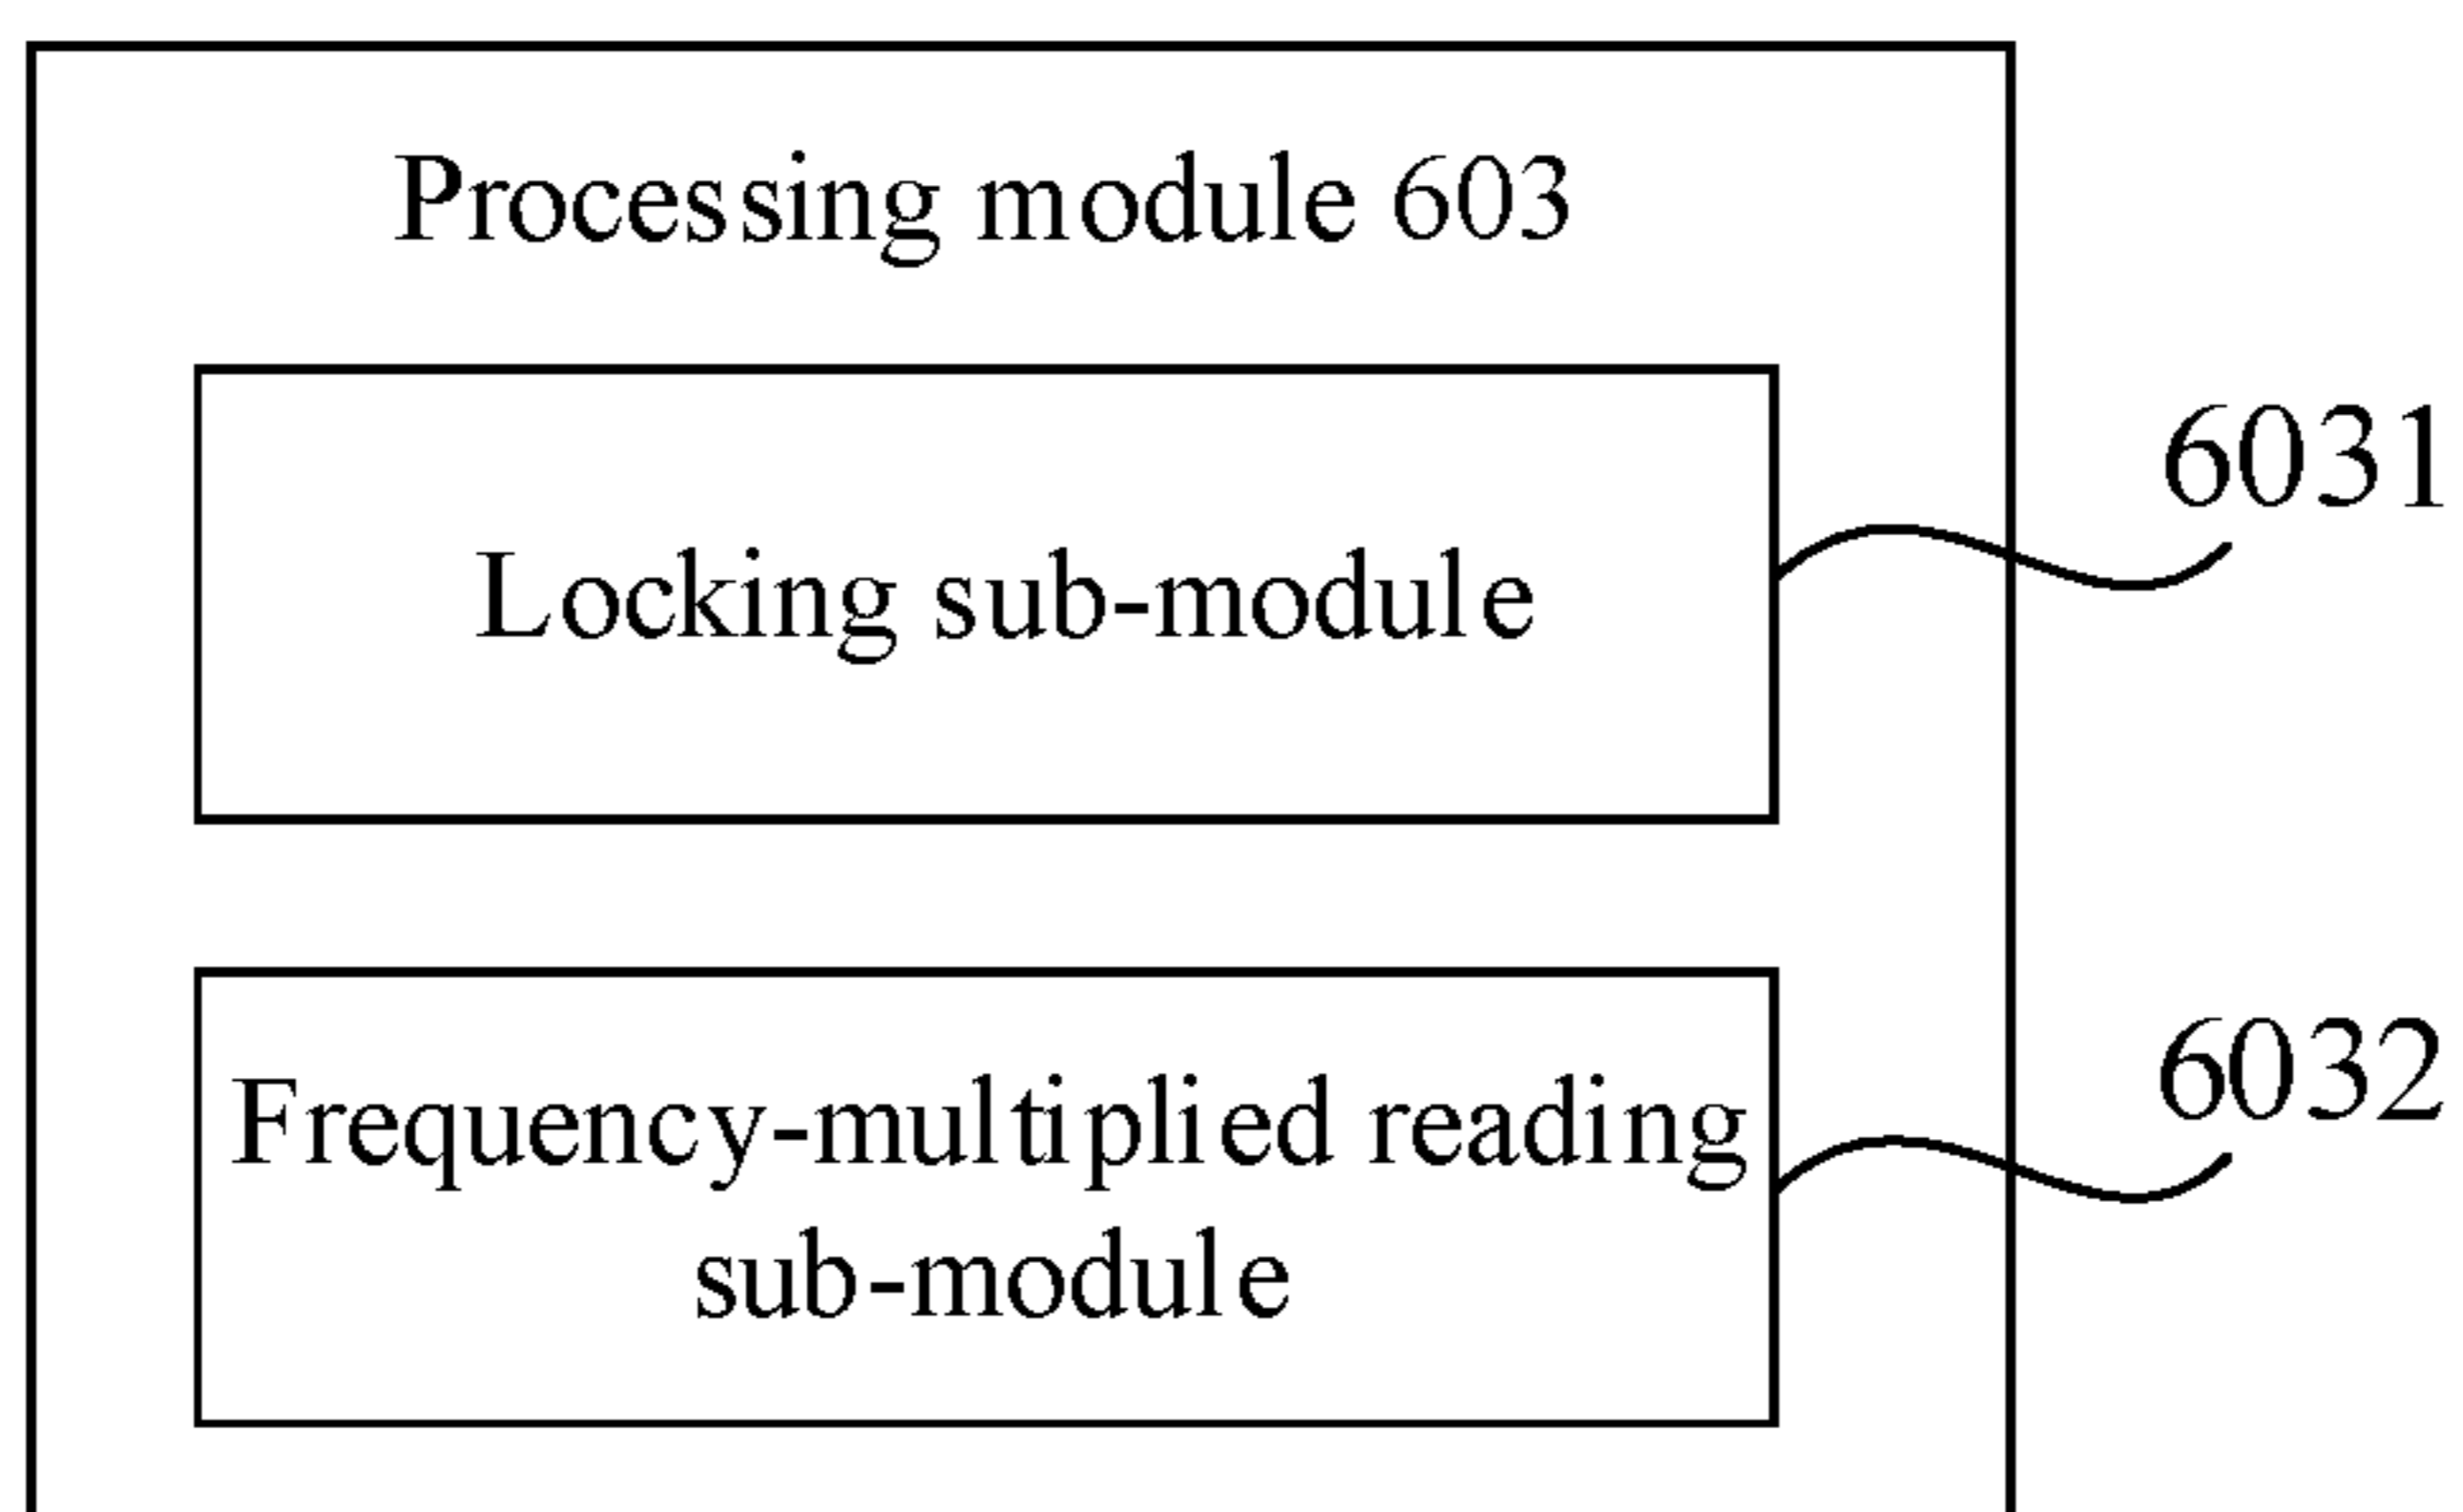 Processing module 603
6031
Locking sub-module
6032
Frequency-multiplied reading
sub-module